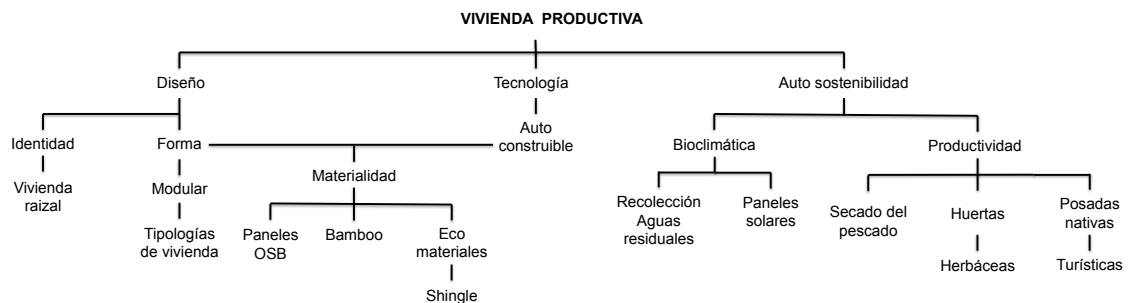 VIVIENDA PRODUCTIVA
Diseño
Tecnología
Auto sostenibilidad
Identidad
Forma
Auto
construible
Bioclimática
Productividad
Vivienda
raizal
Modular
Materialidad
Recolección
Aguas
residuales
Paneles
solares
Secado del
pescado
Huertas
Posadas
nativas
Tipologías
de vivienda
Paneles
OSB
Bamboo
Eco
materiales
Herbáceas
Turísticas
Shingle